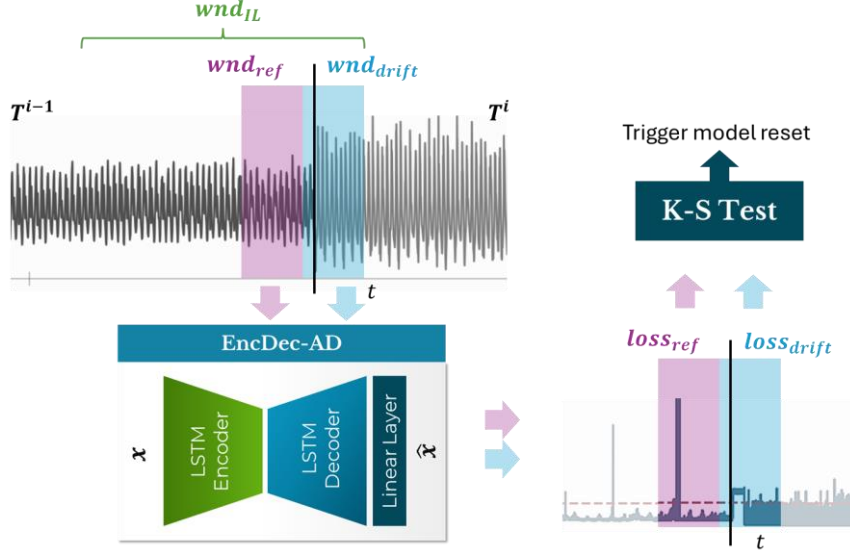 wnd_IL
wnd_ref wnd_drift
T^{i-1} T^i
t
EncDec-AD
x
LSTM
Encoder
LSTM
Decoder
Linear Layer
x̂
Trigger model reset
K-S Test
loss_ref loss_drift
t